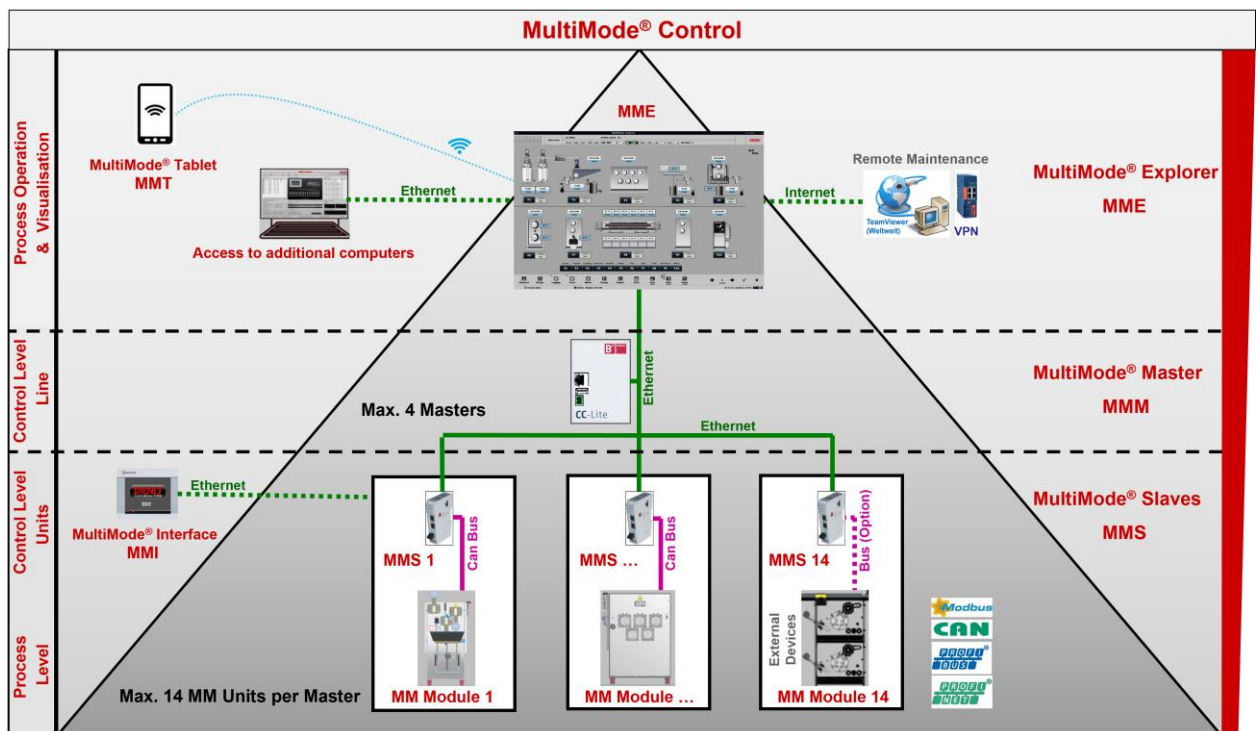 MultiMode® Control
Process Operation
& Visualisation
MME
MultiMode® Tablet
MMT
Ethernet
Access to additional computers
Internet
Remote Maintenance
TeamViewer
(Weltweit)
VPN
MultiMode® Explorer
MME
Control Level
Line
CC-Lite
Ethernet
Max. 4 Masters
Ethernet
MultiMode® Master
MMM
Control Level
Units
Ethernet
MultiMode® Interface
MMI
MMS 1
Can Bus
MMS ...
Can Bus
MMS 14
Bus (Option)
MultiMode® Slaves
MMS
Process
Level
Max. 14 MM Units per Master
MM Module 1
MM Module ...
External
Devices
MM Module 14
Modbus
CAN
PROFI
BUS
PROFI
NET